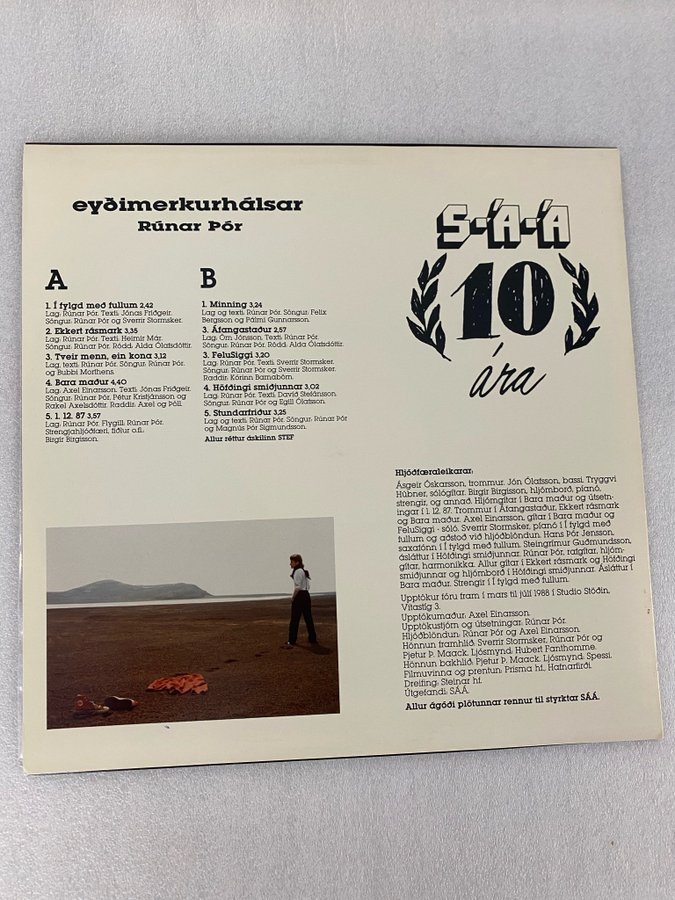 eyðimerkurhálsar
Rúnar Þór
A
1. Í fylgd með fullum 2,42
Lag: Rúnar Þór. Texti: Jónas Friðgeir.
Söngur: Rúnar Þór og Sverrir Stormsker.
2. Ekkert rásmark 3,35
Lag: Rúnar Þór. Texti: Heimir Már.
Söngur: Rúnar Þór. Rödd: Alda Ólafsdóttir.
3. Tveir menn, ein kona 3,12
Lag, texti: Rúnar Þór. Söngur: Rúnar Þór
og Bubbi Morthens
4. Bara maður 4,40
Lag: Axel Einarsson. Texti: Jónas Friðgeir.
Söngur: Rúnar Þór, Pétur Kristjánsson og
Rakel Axelsdóttir. Raddir: Axel og Þöll.
5. 1. 12. 87 3,57
Lag: Rúnar Þór. Flygill: Rúnar Þór.
Strengjahljóðfæri, fiðlur o.fl.:
Birgir Birgisson.
B
1. Minning 3,24
Lag og texti: Rúnar Þór. Söngur: Felix
Bergsson og Pálmi Gunnarsson.
3. Áfangastaður 2,57
Lag: Örn Jónsson. Texti: Rúnar Þór.
Söngur: Rúnar Þór. Rödd: Alda Ólafsdóttir.
3. FeluSiggi 3,20
Lag: Rúnar Þór. Texti: Sverrir Stormsker.
Söngur: Rúnar Þór og Sverrir Stormsker.
Raddir: Kórinn Barnabörn.
4. Höfðingi smiðjunnar 3,02
Lag: Rúnar Þór. Texti: Davíð Stefánsson.
Söngur: Rúnar Þór og Egill Ólafsson.
5. Stundarfriður 3,25
Lag og texti: Rúnar Þór. Söngur: Rúnar Þór
og Magnús Þór Sigmundsson.
Allur réttur áskilinn STEF
S-Á-Á
10
ára
Hljóðfæraleikarar:
Ásgeir Óskarsson, trommur. Jón Ólafsson, bassi. Tryggvi
Hübner, sólógítar. Birgir Birgisson, hljómborð, píanó,
strengir, og annað. Hljómgítar í Bara maður og útsetn-
ingar í 1. 12. 87. Trommur í Áfangastaður, Ekkert rásmark
og Bara maður. Axel Einarsson, gítar í Bara maður og
FeluSiggi - sóló. Sverrir Stormsker, píanó í Í fylgd með
fullum og aðstoð við hljóðblöndun. Hans Þór Jensson,
saxafónn í Í fylgd með fullum. Steingrímur Guðmundsson,
ásláttur í Höfðingi smiðjunnar. Rúnar Þór, rafgítar, hljóm-
gítar, harmonikka. Allur gítar í Ekkert rásmark og Höfðingi
smiðjunnar og hljómborð í Höfðingi smiðjunnar. Ásláttur í
Bara maður. Strengir í Í fylgd með fullum.
Upptökur fóru fram í mars til júlí 1988 í Studio Stöðin,
Vitastíg 3.
Upptökumaður: Axel Einarsson.
Upptökustjórn og útsetningar: Rúnar Þór.
Hljóðblöndun: Rúnar Þór og Axel Einarsson.
Hönnun framhlið: Sverrir Stormsker, Rúnar Þór og
Pjetur Þ. Maack. Ljósmynd: Hubert Fanthomme.
Hönnun bakhlið: Pjetur Þ. Maack. Ljósmynd: Spessi.
Filmuvinna og prentun: Prisma hf., Hafnarfirði.
Dreifing: Steinar hf.
Útgefandi: SÁÁ.
Allur ágóði plötunnar rennur til styrktar SÁÁ.